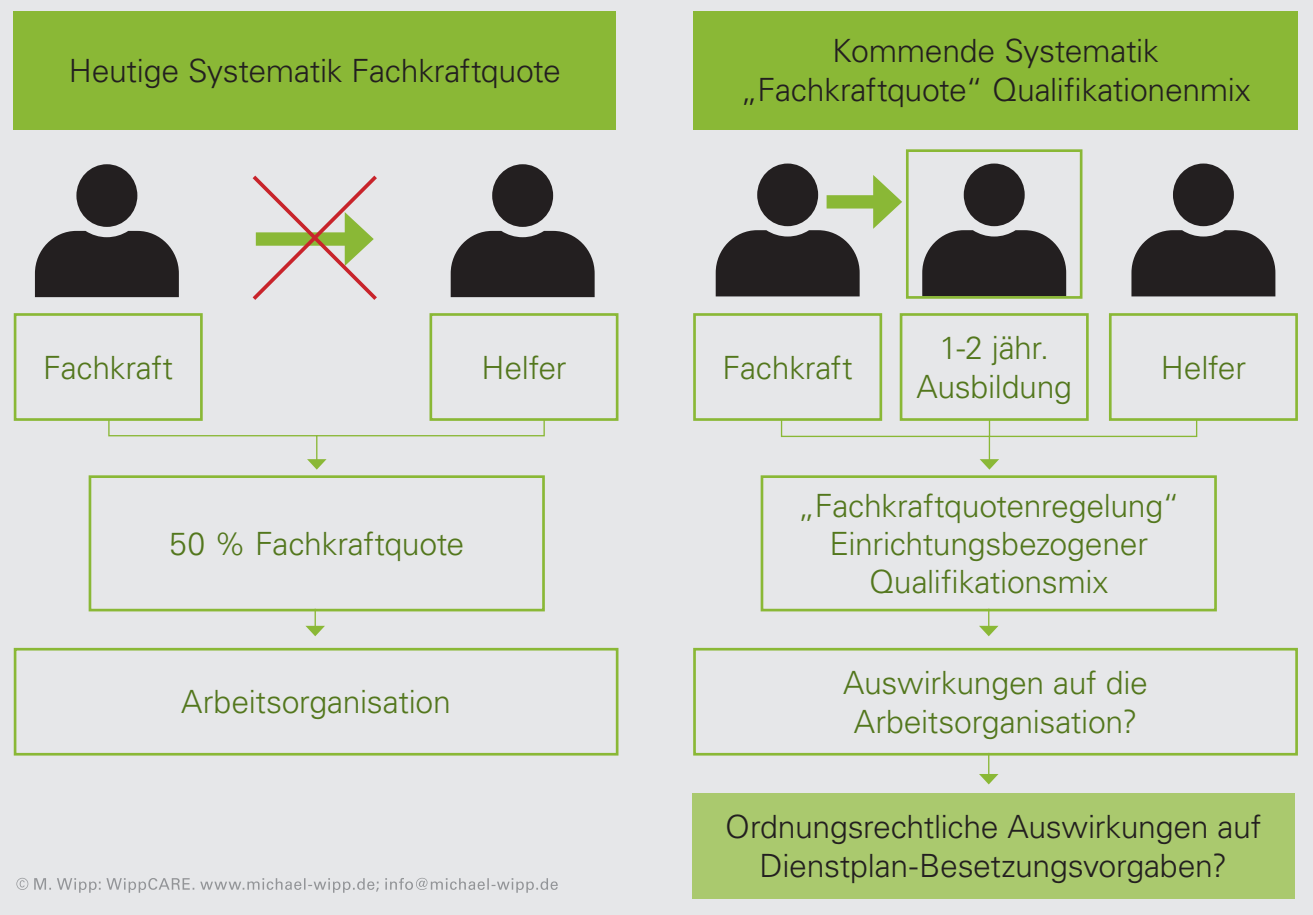 Heutige Systematik Fachkraftquote
Fachkraft
Helfer
50 % Fachkraftquote
Arbeitsorganisation
Kommende Systematik
„Fachkraftquote“ Qualifikationenmix
Fachkraft
1-2 jähr.
Ausbildung
Helfer
„Fachkraftquotenregelung“
Einrichtungsbezogener
Qualifikationsmix
Auswirkungen auf die
Arbeitsorganisation?
Ordnungsrechtliche Auswirkungen auf
Dienstplan-Besetzungsvorgaben?
© M. Wipp: WippCARE. www.michael-wipp.de; info@michael-wipp.de